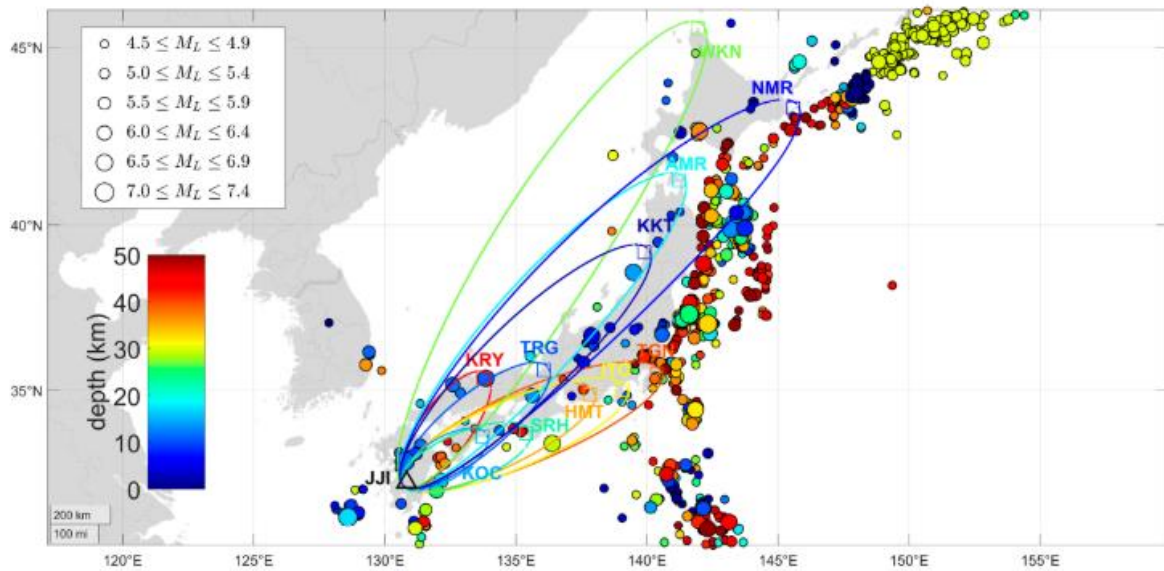 45°N
40°N
35°N
4.5 ≤ M_L ≤ 4.9
5.0 ≤ M_L ≤ 5.4
5.5 ≤ M_L ≤ 5.9
6.0 ≤ M_L ≤ 6.4
6.5 ≤ M_L ≤ 6.9
7.0 ≤ M_L ≤ 7.4
WKN
NMR
AMR
KKT
TRG
KRY
HMT
SRH
KOC
JJI
depth (km)
50
40
30
20
10
0
200 km
100 mi
120°E
125°E
130°E
135°E
140°E
145°E
150°E
155°E